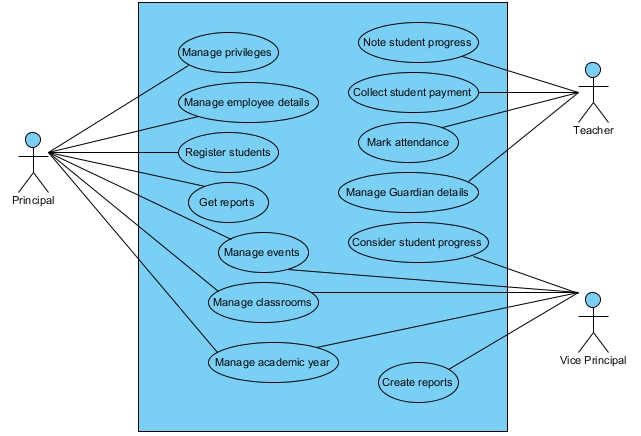 Note student progress
Manage privileges
Collect student payment
Manage employee details
Teacher
Mark attendance
Register students
Principal
Manage Guardian details
Get reports
Consider student progress
Manage events
Manage classrooms
Vice Principal
Manage academic year
Create reports